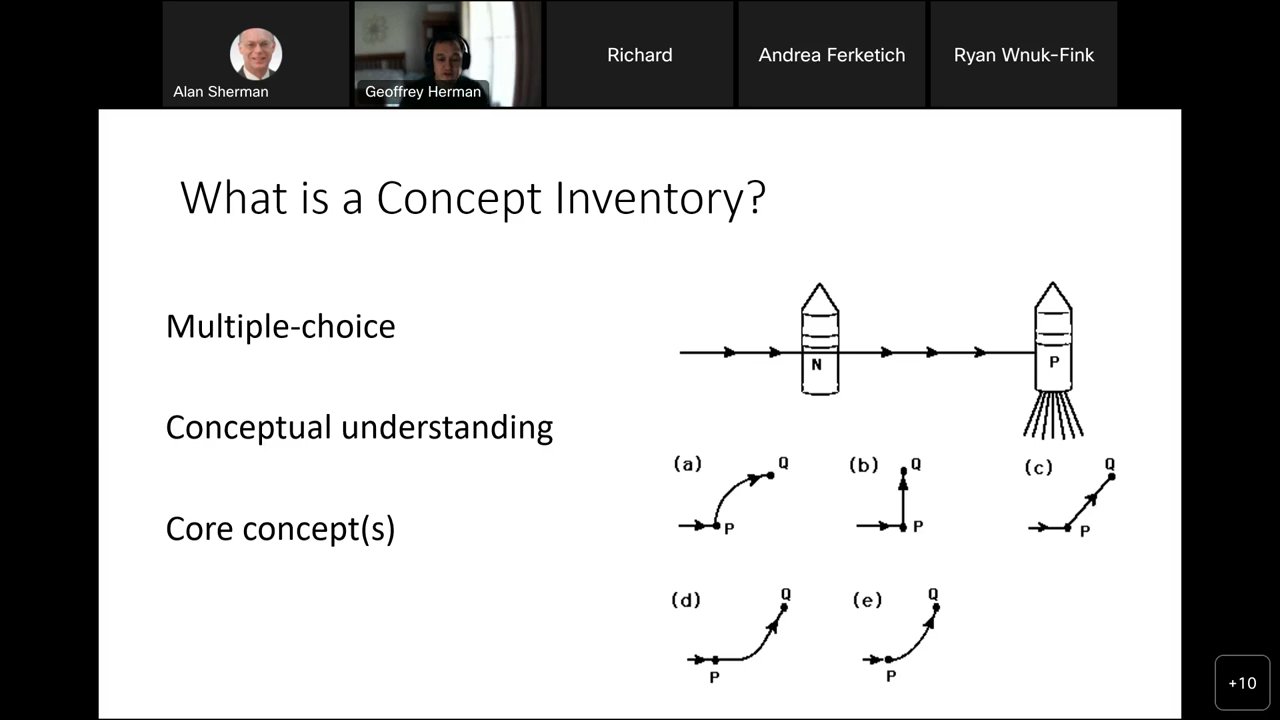 Alan Sherman
Geoffrey Herman
Richard
Andrea Ferketich
Ryan Wnuk-Fink
What is a Concept Inventory?
Multiple-choice
Conceptual understanding
Core concept(s)
N
P
(a)
Q
P
(b)
Q
P
(c)
Q
P
(d)
Q
P
(e)
Q
P
+10